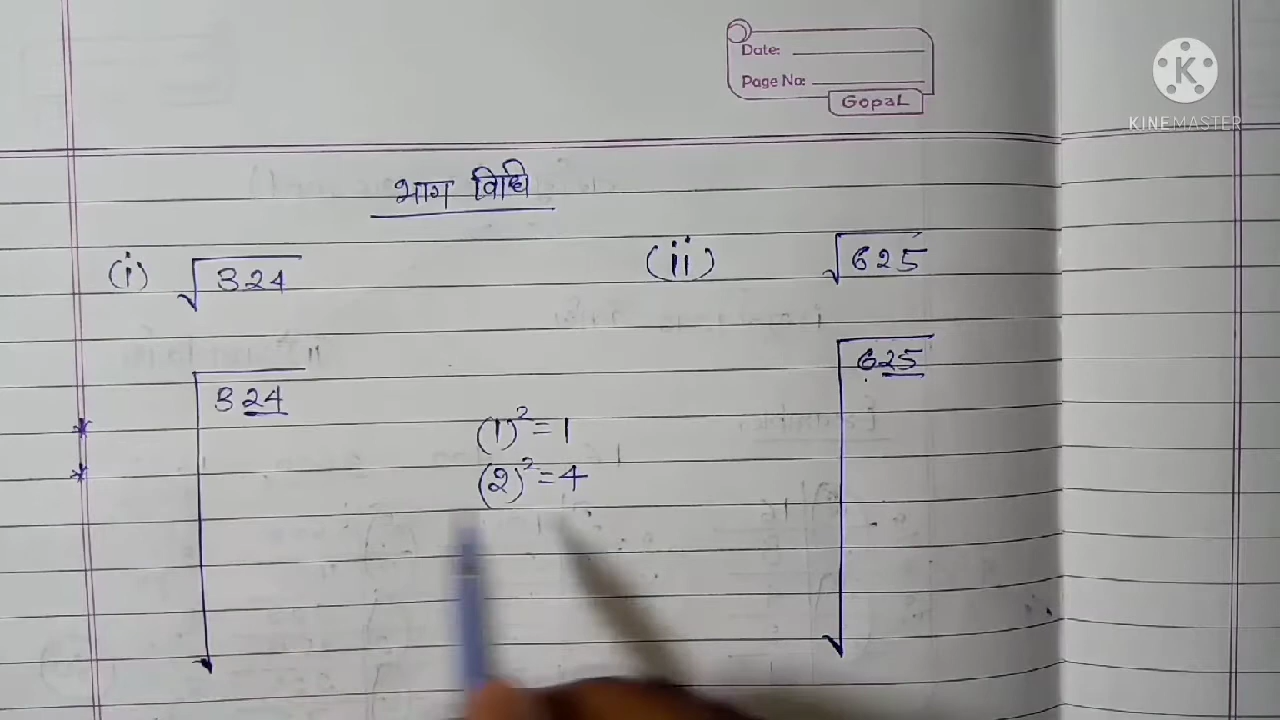 Date:
Page No:
Gopal
KINEMASTER
भाग विधि
(i) √324
(ii) √625
324
625
(1)² = 1
(2)² = 4